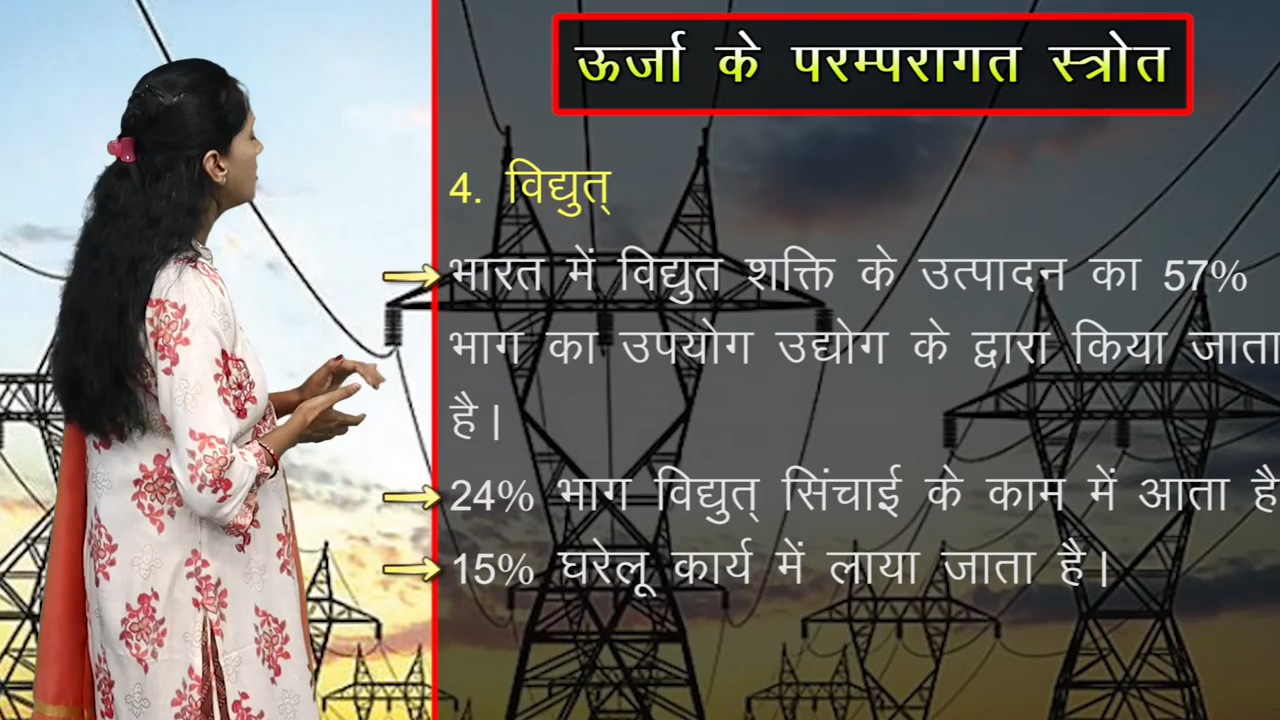 ऊर्जा के परम्परागत स्त्रोत
4. विद्युत्
भारत में विद्युत शक्ति के उत्पादन का 57%
भाग का उपयोग उद्योग के द्वारा किया जाता
है।
24% भाग विद्युत् सिंचाई के काम में आता है
15% घरेलू कार्य में लाया जाता है।